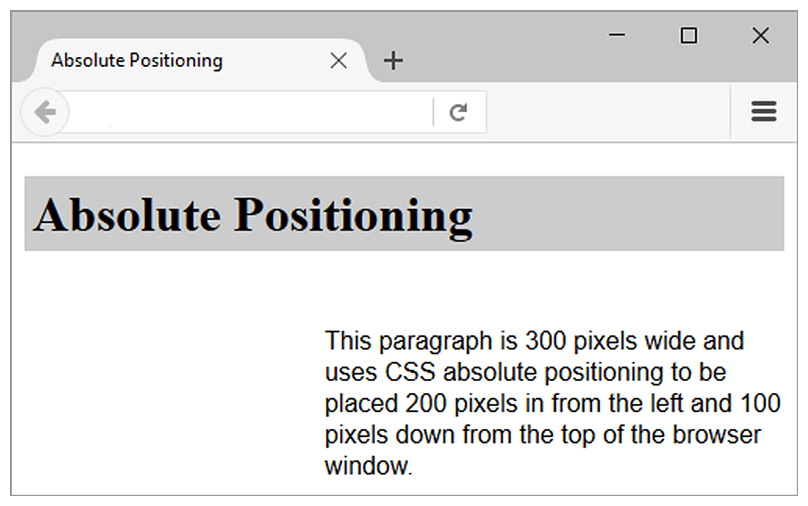 Absolute Positioning
Absolute Positioning
This paragraph is 300 pixels wide and
uses CSS absolute positioning to be
placed 200 pixels in from the left and 100
pixels down from the top of the browser
window.